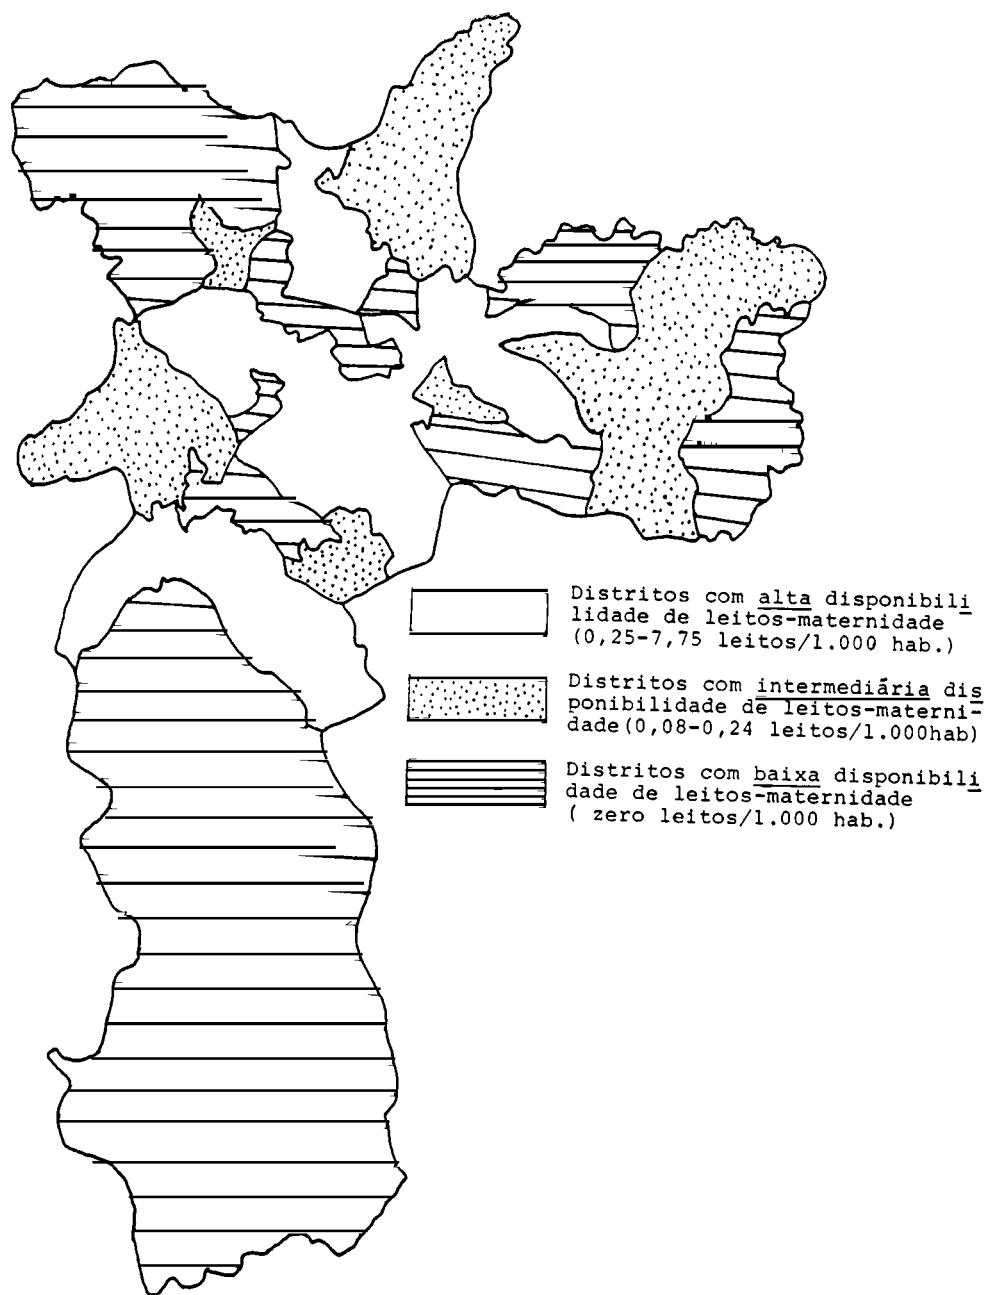 Distritos com alta disponibili
lidade de leitos-maternidade
(0,25-7,75 leitos/1.000 hab.)
Distritos com intermediária dis
ponibilidade de leitos-materni-
dade(0,08-0,24 leitos/1.000hab)
Distritos com baixa disponibili
dade de leitos-maternidade
( zero leitos/1.000 hab.)